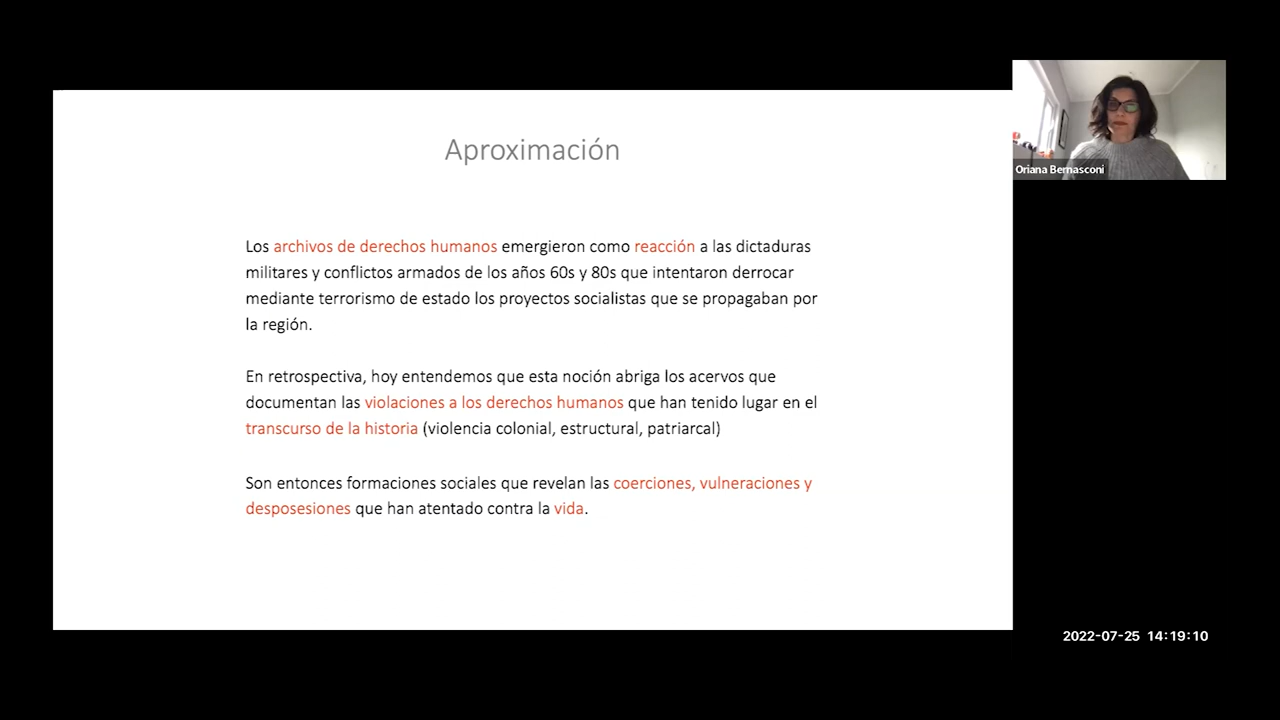 Aproximación
Oriana Bernasconi
Los archivos de derechos humanos emergieron como reacción a las dictaduras
militares y conflictos armados de los años 60s y 80s que intentaron derrocar
mediante terrorismo de estado los proyectos socialistas que se propagaban por
la región.
En retrospectiva, hoy entendemos que esta noción abriga los acervos que
documentan las violaciones a los derechos humanos que han tenido lugar en el
transcurso de la historia (violencia colonial, estructural, patriarcal)
Son entonces formaciones sociales que revelan las coerciones, vulneraciones y
desposesiones que han atentado contra la vida.
2022-07-25 14:19:10